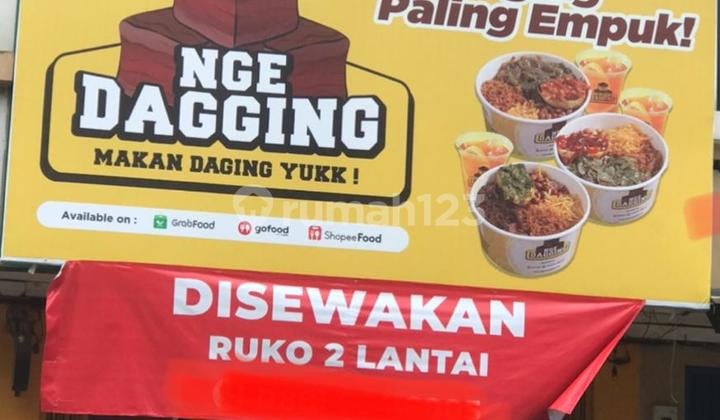 Paling Empuk!
NGE
DAGGING
MAKAN DAGING YUKK !
Available on :
GrabFood
gofood
ShopeeFood
rumah123
DISEWAKAN
RUKO 2 LANTAI